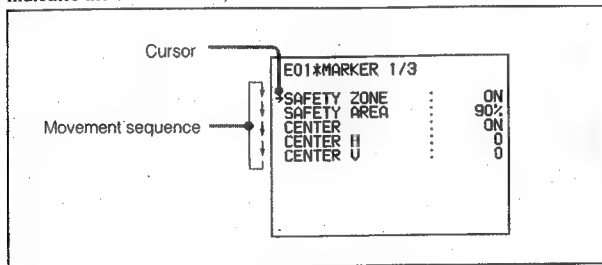 Cursor
E01*MARKER 1/3
→SAFETY ZONE : ON
SAFETY AREA : 90%
CENTER : ON
Movement sequence
CENTER H : 0
CENTER V : 0